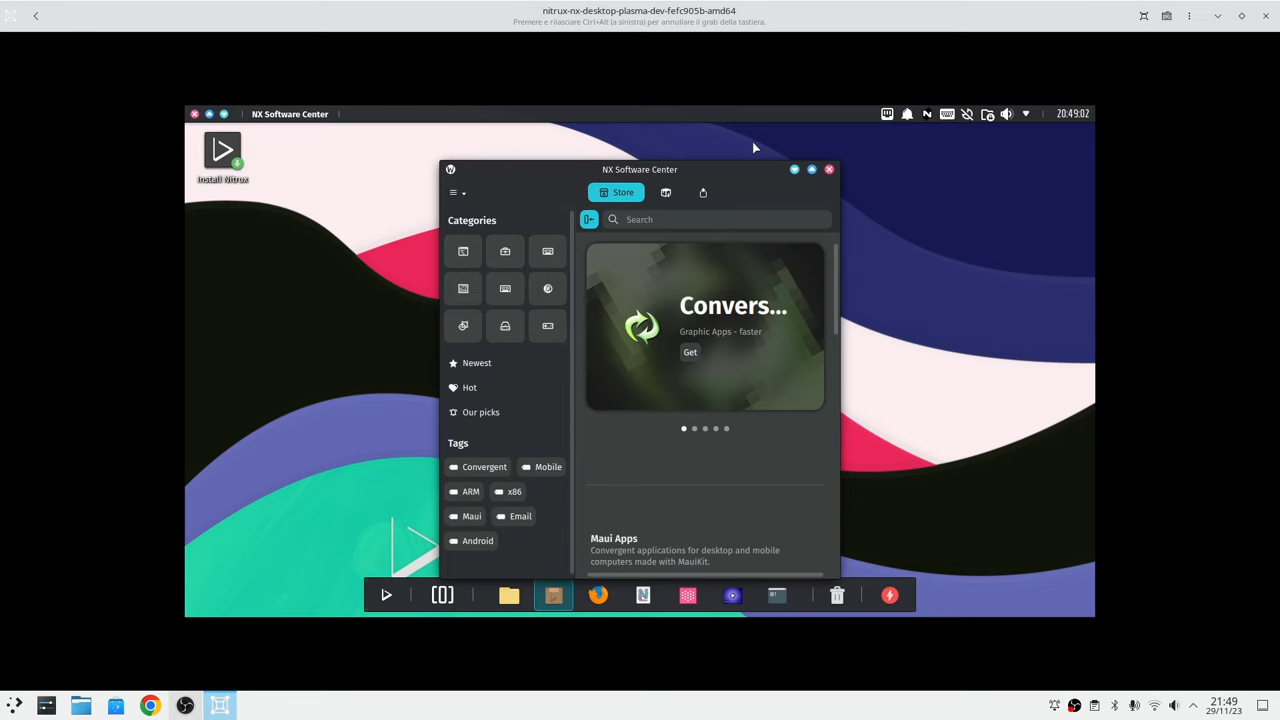 nitrux-nx-desktop-plasma-dev-fefc905b-amd64
Premere e rilasciare Ctrl+Alt (a sinistra) per annullare il grab della tastiera.
NX Software Center
20:49:02
Install Nitrux
NX Software Center
Store
Categories
Search
Convers...
Graphic Apps - faster
Get
Newest
Hot
Our picks
Tags
Convergent
Mobile
ARM
x86
Maui
Email
Android
Maui Apps
Convergent applications for desktop and mobile
computers made with MauiKit.
21:49
29/11/23